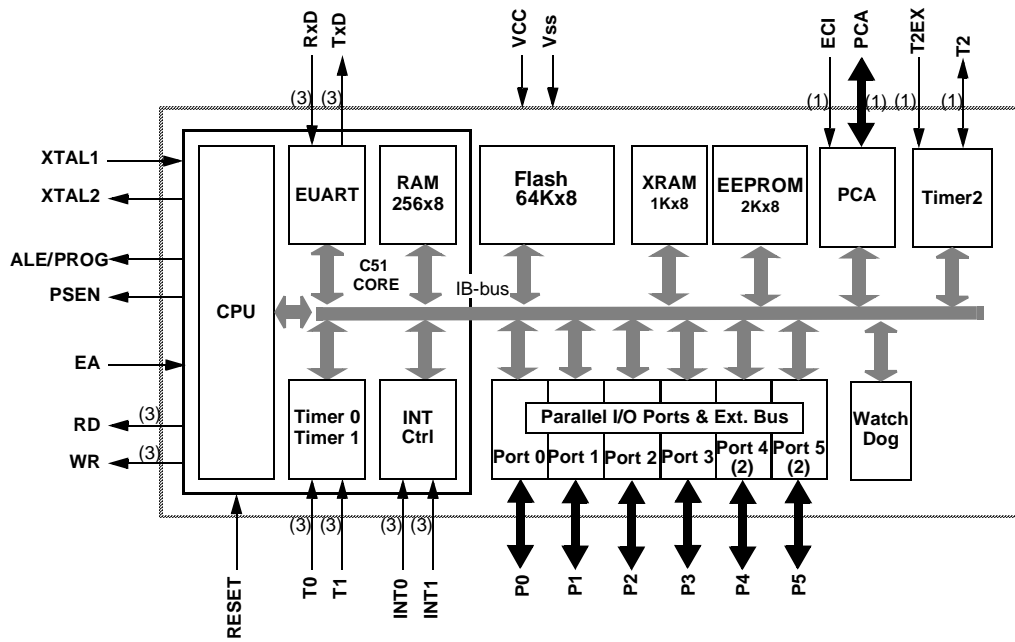 RxD
TxD
VCC
Vss
ECI
PCA
T2EX
T2
(3)
(3)
(1)
(1)
(1)
(1)
XTAL1
XTAL2
ALE/PROG
PSEN
EA
RD
(3)
WR
(3)
CPU
EUART
RAM
256x8
C51
CORE
IB-bus
Flash
64Kx8
XRAM
1Kx8
EEPROM
2Kx8
PCA
Timer2
Timer 0
Timer 1
INT
Ctrl
Parallel I/O Ports & Ext. Bus
Port 0
Port 1
Port 2
Port 3
Port 4
(2)
Port 5
(2)
Watch
Dog
(3)
(3)
(3)
(3)
RESET
T0
T1
INT0
INT1
P0
P1
P2
P3
P4
P5